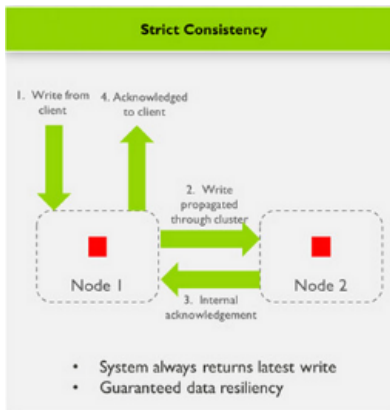 Strict Consistency
1. Write from
client
4. Acknowledged
to client
2. Write
propagated
through cluster
Node 1
Node 2
3. Internal
acknowledgement
• System always returns latest write
• Guaranteed data resiliency